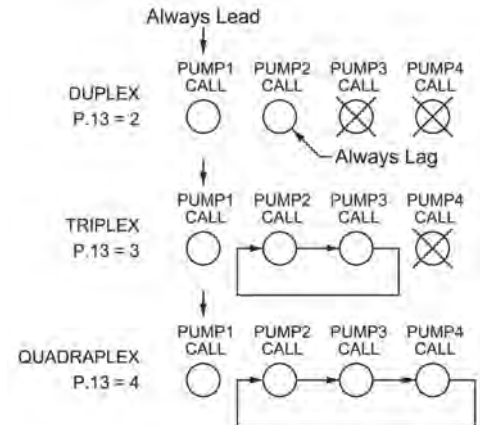 Always Lead
PUMP1 PUMP2 PUMP3 PUMP4
CALL CALL CALL CALL
DUPLEX
P.13 = 2
Always Lag
PUMP1 PUMP2 PUMP3 PUMP4
CALL CALL CALL CALL
TRIPLEX
P.13 = 3
PUMP1 PUMP2 PUMP3 PUMP4
CALL CALL CALL CALL
QUADRAPLEX
P.13 = 4